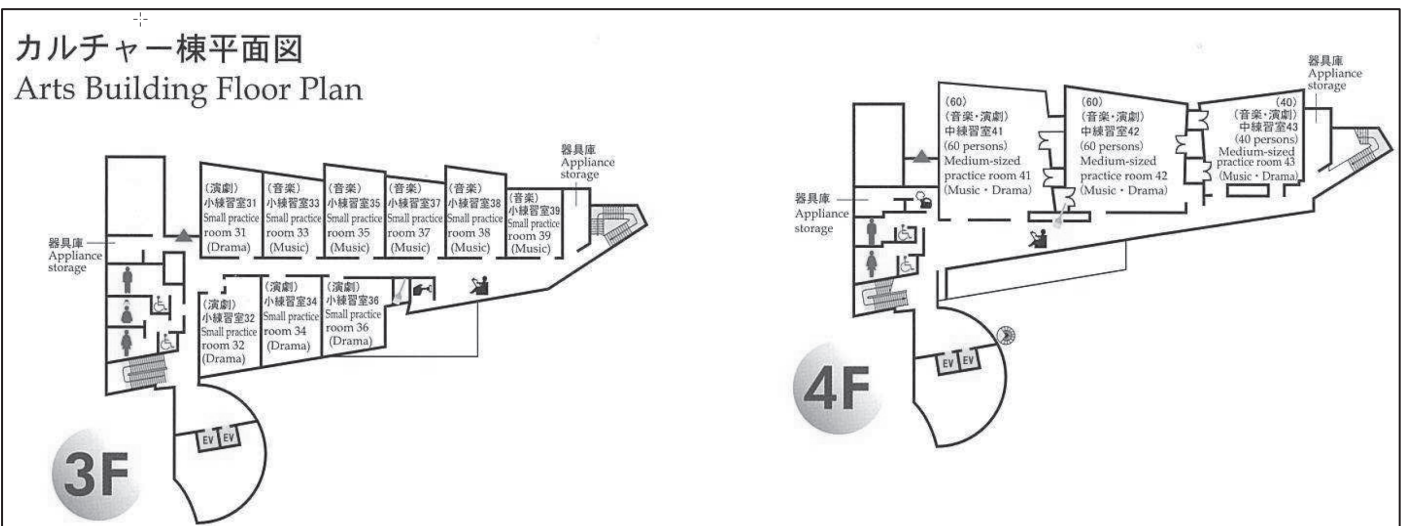 カルチャー棟平面図
Arts Building Floor Plan
器具庫
Appliance
storage
(演劇)
小練習室31
Small practice
room 31
(Drama)
(音楽)
小練習室33
Small practice
room 33
(Music)
(音楽)
小練習室35
Small practice
room 35
(Music)
(音楽)
小練習室37
Small practice
room 37
(Music)
(音楽)
小練習室38
Small practice
room 38
(Music)
(音楽)
小練習室39
Small practice
room 39
(Music)
器具庫
Appliance
storage
(演劇)
小練習室32
Small practice
room 32
(Drama)
(演劇)
小練習室34
Small practice
room 34
(Drama)
(演劇)
小練習室36
Small practice
room 36
(Drama)
EV EV
3F
(60)
(音楽・演劇)
中練習室41
(60 persons)
Medium-sized
practice room 41
(Music・Drama)
(60)
(音楽・演劇)
中練習室42
(60 persons)
Medium-sized
practice room 42
(Music・Drama)
(40)
(音楽・演劇)
中練習室43
(40 persons)
Medium-sized
practice room 43
(Music・Drama)
器具庫
Appliance
storage
器具庫
Appliance
storage
EV EV
4F